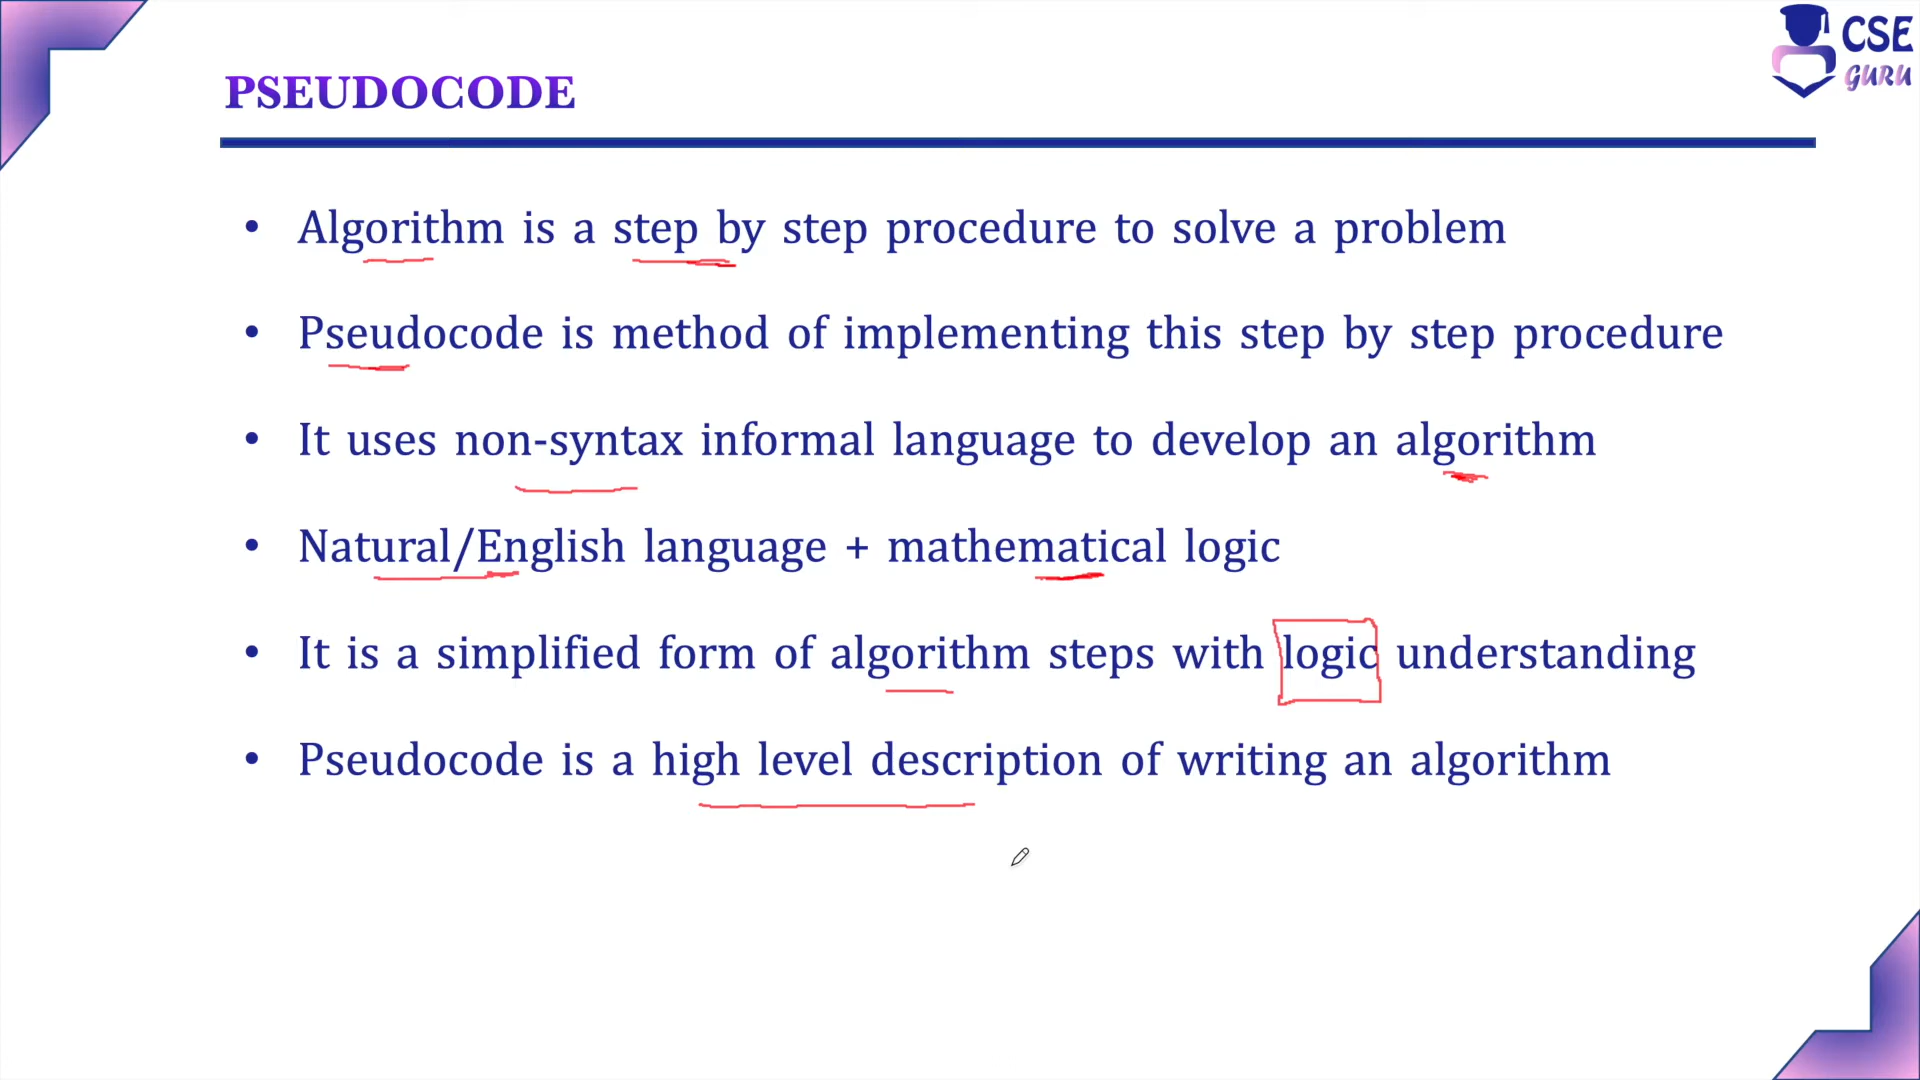 CSE
GURU
PSEUDOCODE
• Algorithm is a step by step procedure to solve a problem
• Pseudocode is method of implementing this step by step procedure
• It uses non-syntax informal language to develop an algorithm
• Natural/English language + mathematical logic
• It is a simplified form of algorithm steps with logic understanding
• Pseudocode is a high level description of writing an algorithm